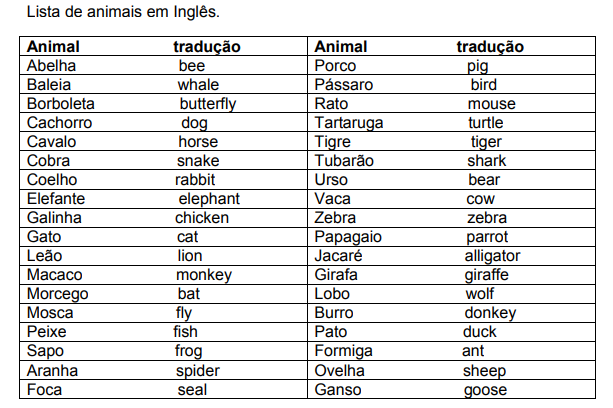 Lista de animais em Inglês.
Animal tradução Animal tradução
Abelha bee Porco pig
Baleia whale Pássaro bird
Borboleta butterfly Rato mouse
Cachorro dog Tartaruga turtle
Cavalo horse Tigre tiger
Cobra snake Tubarão shark
Coelho rabbit Urso bear
Elefante elephant Vaca cow
Galinha chicken Zebra zebra
Gato cat Papagaio parrot
Leão lion Jacaré alligator
Macaco monkey Girafa giraffe
Morcego bat Lobo wolf
Mosca fly Burro donkey
Peixe fish Pato duck
Sapo frog Formiga ant
Aranha spider Ovelha sheep
Foca seal Ganso goose